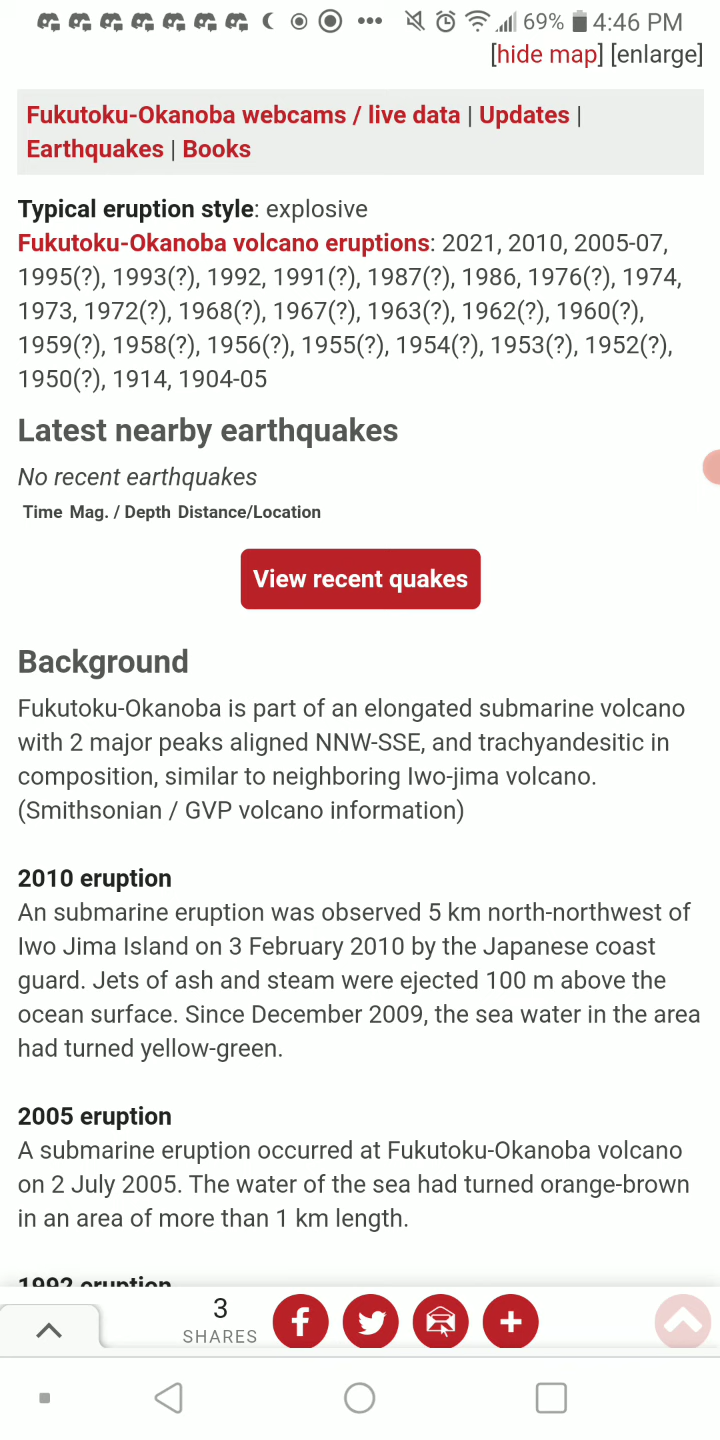 69% 4:46 PM
[hide map] [enlarge]
Fukutoku-Okanoba webcams / live data | Updates |
Earthquakes | Books
Typical eruption style: explosive
Fukutoku-Okanoba volcano eruptions: 2021, 2010, 2005-07,
1995(?), 1993(?), 1992, 1991(?), 1987(?), 1986, 1976(?), 1974,
1973, 1972(?), 1968(?), 1967(?), 1963(?), 1962(?), 1960(?),
1959(?), 1958(?), 1956(?), 1955(?), 1954(?), 1953(?), 1952(?),
1950(?), 1914, 1904-05
Latest nearby earthquakes
No recent earthquakes
Time Mag. / Depth Distance/Location
View recent quakes
Background
Fukutoku-Okanoba is part of an elongated submarine volcano
with 2 major peaks aligned NNW-SSE, and trachyandesitic in
composition, similar to neighboring Iwo-jima volcano.
(Smithsonian / GVP volcano information)
2010 eruption
An submarine eruption was observed 5 km north-northwest of
Iwo Jima Island on 3 February 2010 by the Japanese coast
guard. Jets of ash and steam were ejected 100 m above the
ocean surface. Since December 2009, the sea water in the area
had turned yellow-green.
2005 eruption
A submarine eruption occurred at Fukutoku-Okanoba volcano
on 2 July 2005. The water of the sea had turned orange-brown
in an area of more than 1 km length.
1992 eruption
3
SHARES